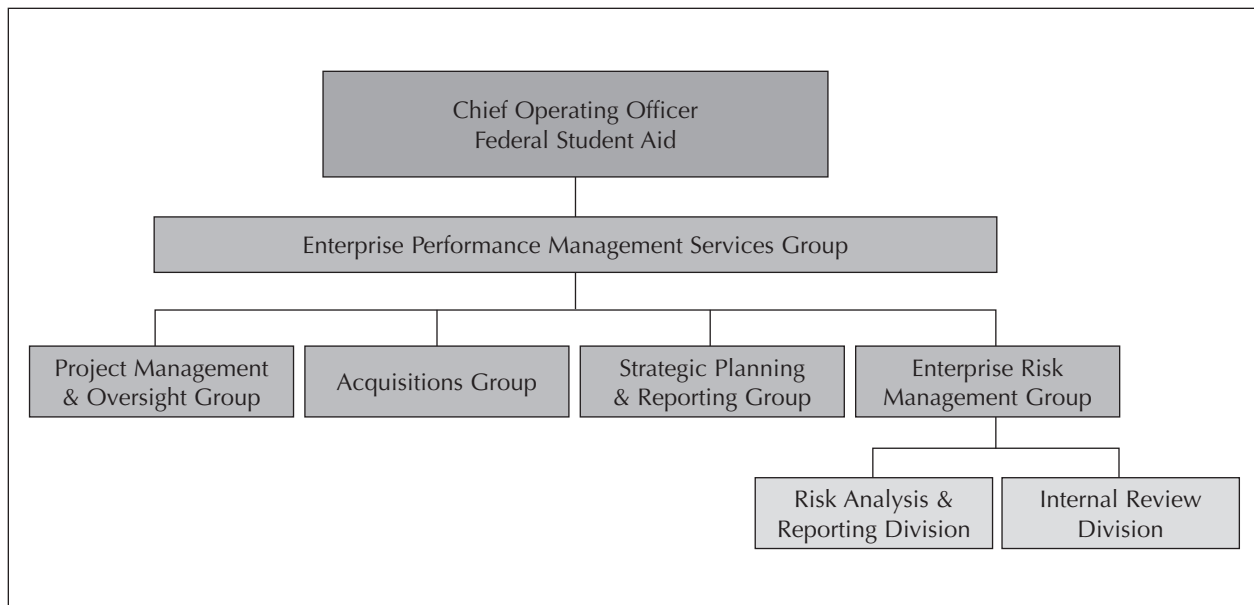 Chief Operating Officer
Federal Student Aid
Enterprise Performance Management Services Group
Project Management
& Oversight Group
Acquisitions Group
Strategic Planning
& Reporting Group
Enterprise Risk
Management Group
Risk Analysis &
Reporting Division
Internal Review
Division